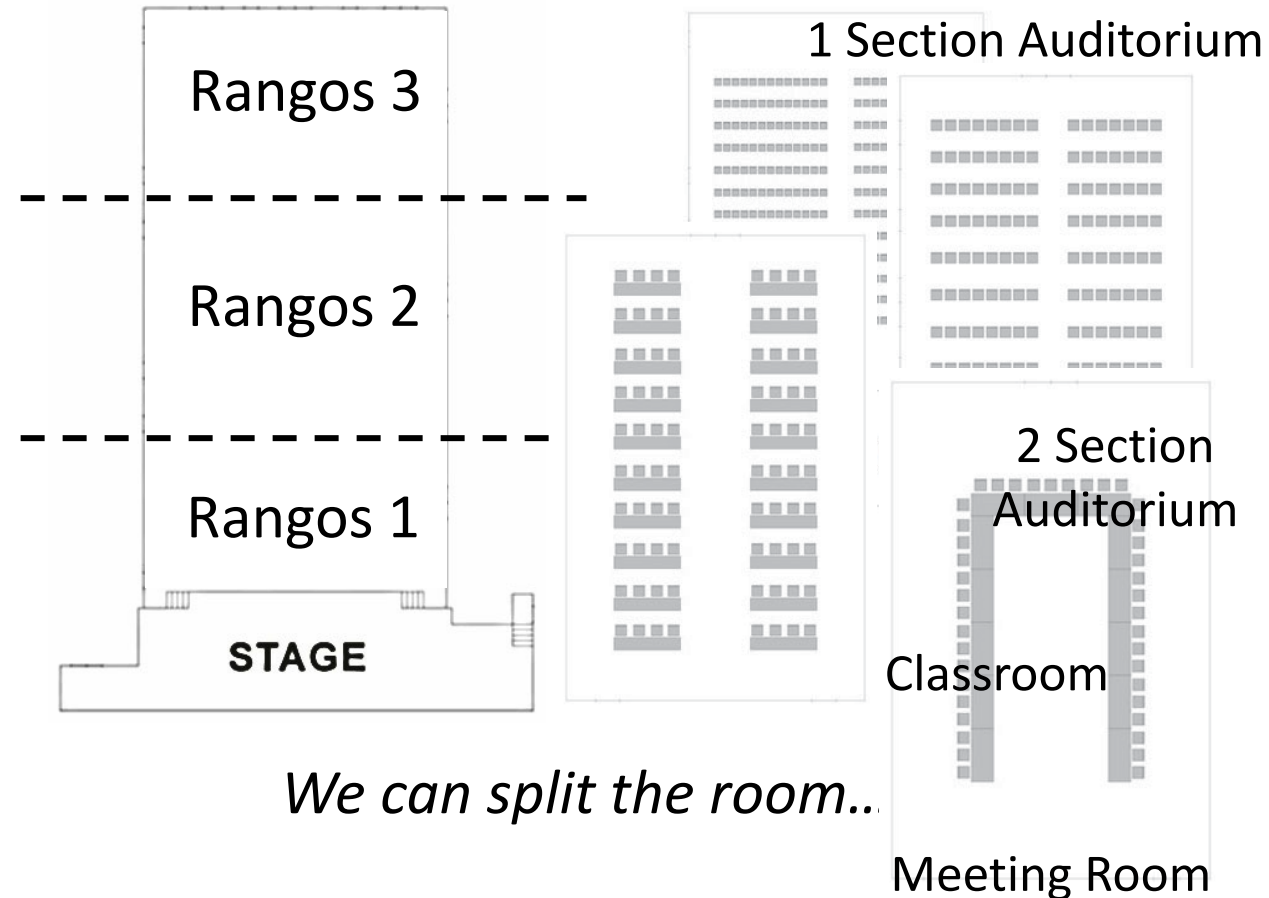 1 Section Auditorium
Rangos 3
Rangos 2
2 Section
Auditorium
Rangos 1
STAGE
Classroom
We can split the room…
Meeting Room